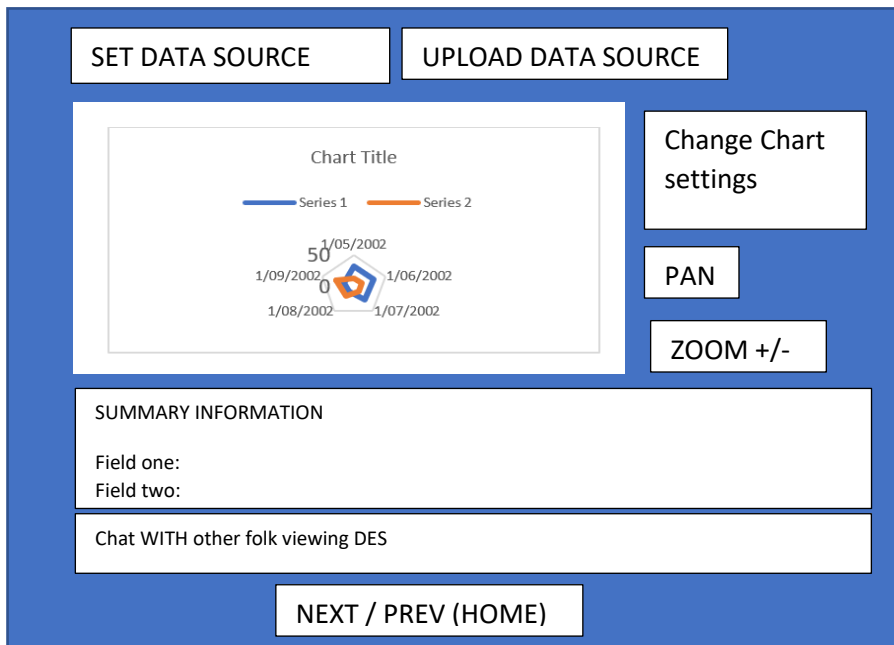 SET DATA SOURCE
UPLOAD DATA SOURCE
Chart Title
Series 1
Series 2
1/05/2002
50
1/09/2002
1/06/2002
0
1/08/2002
1/07/2002
Change Chart
settings
PAN
ZOOM +/-
SUMMARY INFORMATION
Field one:
Field two:
Chat WITH other folk viewing DES
NEXT / PREV (HOME)